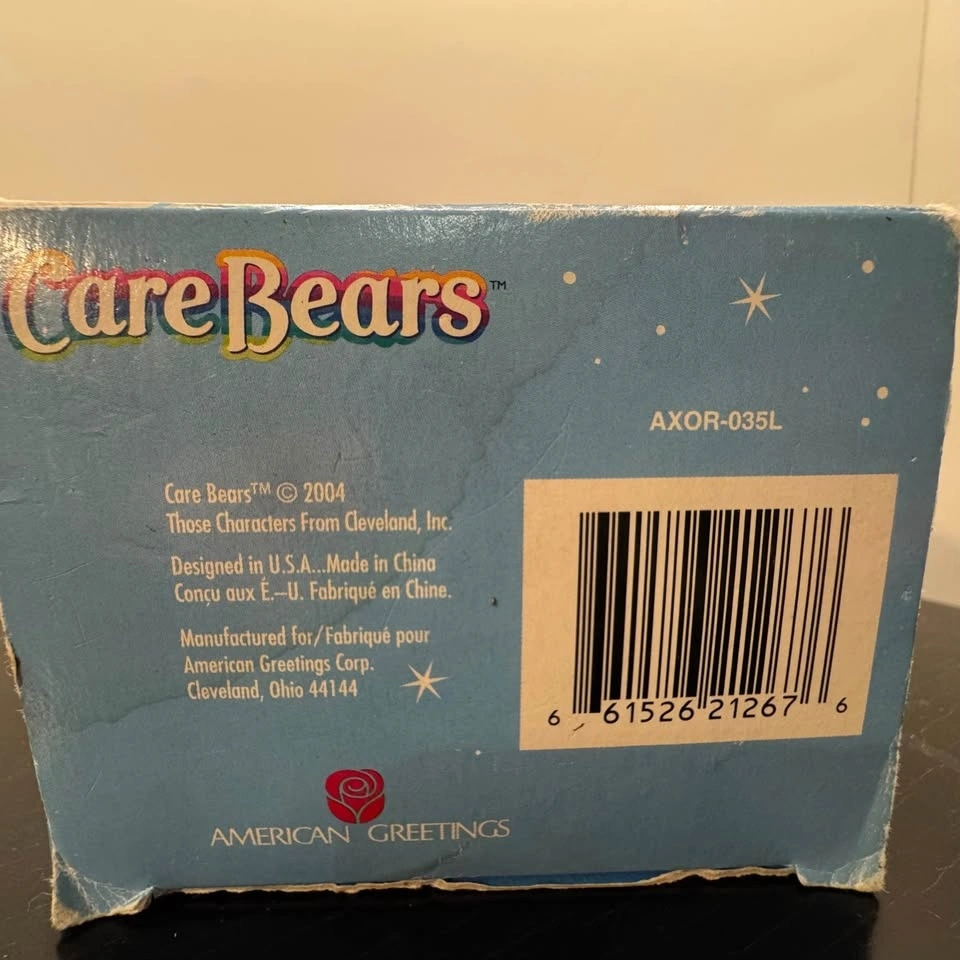 Care Bears™
AXOR-035L
Care Bears™ © 2004
Those Characters From Cleveland, Inc.
Designed in U.S.A...Made in China
Conçu aux É.–U. Fabriqué en Chine.
Manufactured for/Fabriqué pour
American Greetings Corp.
Cleveland, Ohio 44144
6 61526 21267 6
AMERICAN GREETINGS